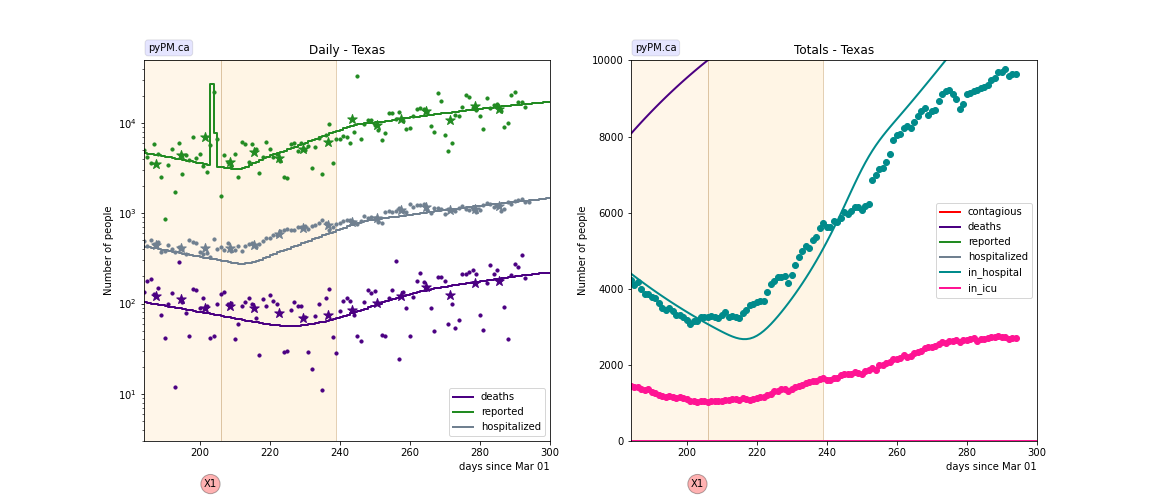 pyPM.ca
Daily - Texas
Number of people
10⁴
10³
10²
10¹
200
220
240
260
280
300
days since Mar 01
deaths
reported
hospitalized
X1
pyPM.ca
Totals - Texas
Number of people
10000
8000
6000
4000
2000
0
200
220
240
260
280
300
days since Mar 01
contagious
deaths
reported
hospitalized
in_hospital
in_icu
X1